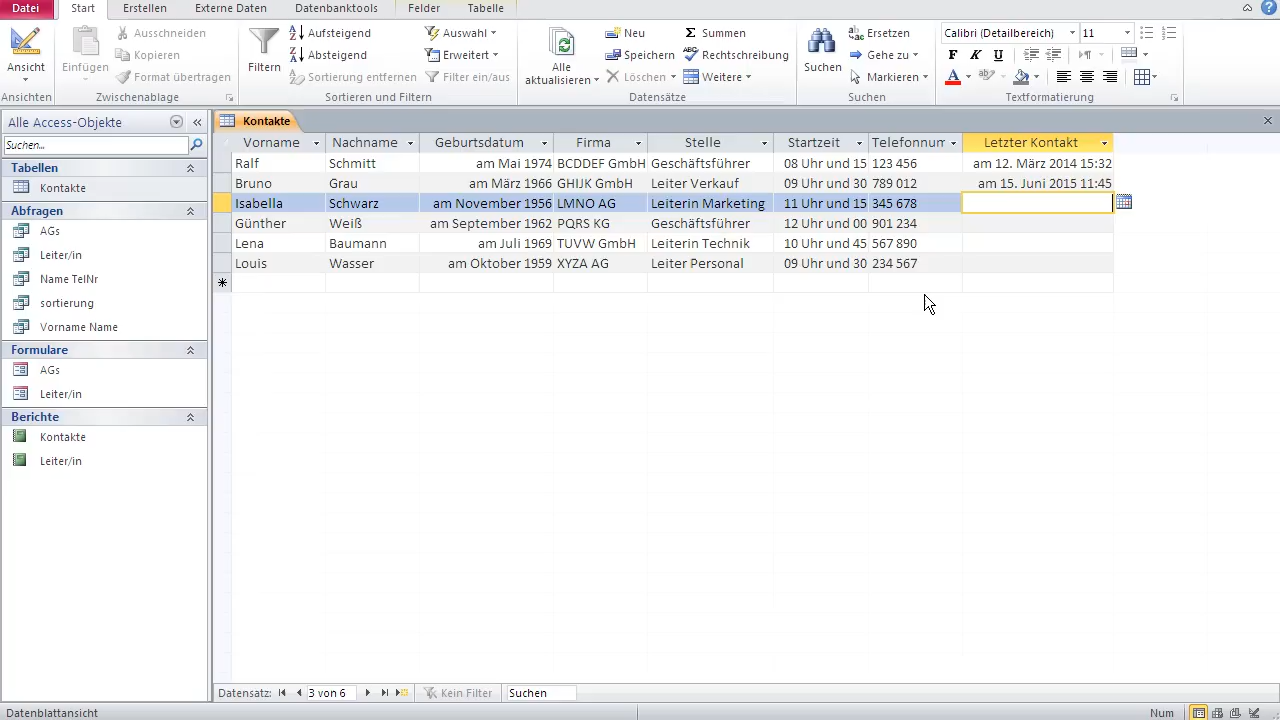 Datei Start Erstellen Externe Daten Datenbanktools Felder Tabelle
Ansicht
Ansichten
Einfügen
Ausschneiden
Kopieren
Format übertragen
Zwischenablage
Filtern
Aufsteigend
Absteigend
Sortierung entfernen
Auswahl
Erweitert
Filter ein/aus
Sortieren und Filtern
Alle
aktualisieren
Neu
Speichern
Löschen
Summen
Rechtschreibung
Weitere
Datensätze
Suchen
Ersetzen
Gehe zu
Markieren
Suchen
Calibri (Detailbereich) 11
F K U
Textformatierung
Alle Access-Objekte
Suchen...
Tabellen
Kontakte
Abfragen
AGs
Leiter/in
Name TelNr
sortierung
Vorname Name
Formulare
AGs
Leiter/in
Berichte
Kontakte
Leiter/in
Kontakte
Vorname Nachname Geburtsdatum Firma Stelle Startzeit Telefonnum Letzter Kontakt
Ralf Schmitt am Mai 1974 BCDDEF GmbH Geschäftsführer 08 Uhr und 15 123 456 am 12. März 2014 15:32
Bruno Grau am März 1966 GHIJK GmbH Leiter Verkauf 09 Uhr und 30 789 012 am 15. Juni 2015 11:45
Isabella Schwarz am November 1956 LMNO AG Leiterin Marketing 11 Uhr und 15 345 678
Günther Weiß am September 1962 PQRS KG Geschäftsführer 12 Uhr und 00 901 234
Lena Baumann am Juli 1969 TUVW GmbH Leiterin Technik 10 Uhr und 45 567 890
Louis Wasser am Oktober 1959 XYZA AG Leiter Personal 09 Uhr und 30 234 567
Datensatz: 3 von 6 Kein Filter Suchen
Datenblattansicht Num